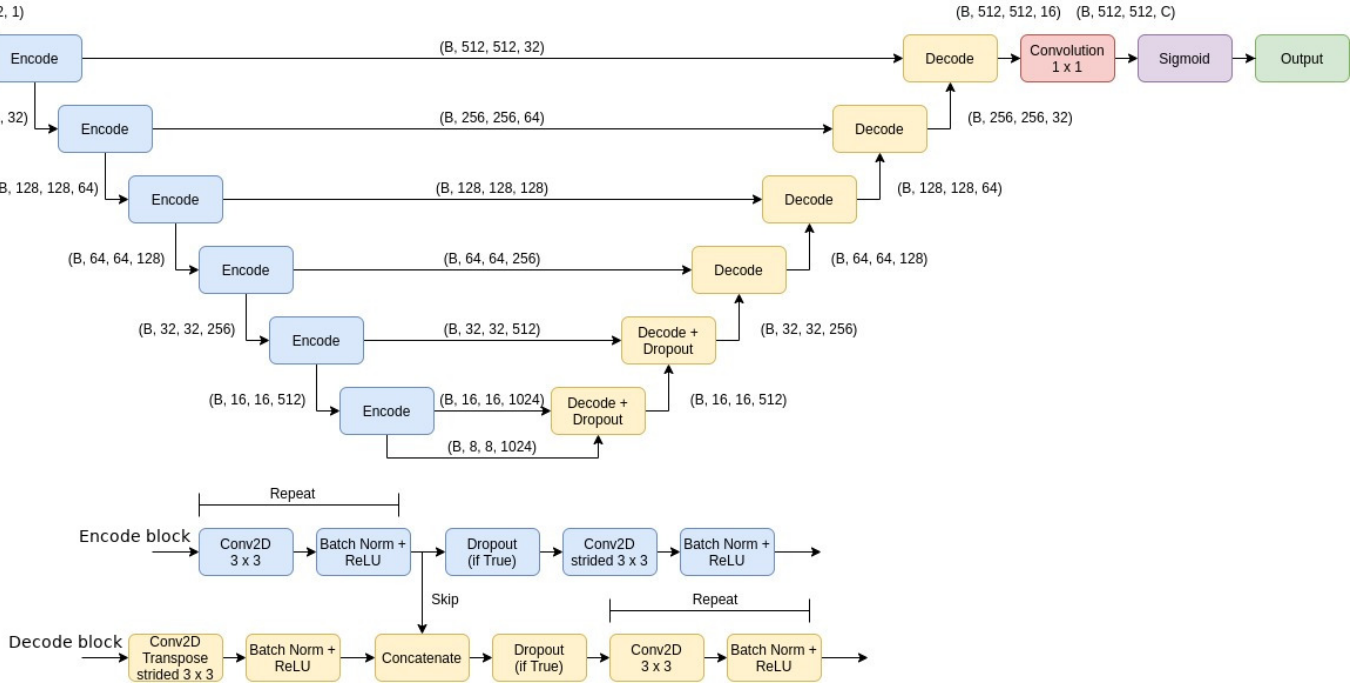 2, 1)
(B, 512, 512, 16)
(B, 512, 512, C)
Encode
(B, 512, 512, 32)
Decode
Convolution
1 x 1
Sigmoid
Output
, 32)
Encode
(B, 256, 256, 64)
Decode
(B, 256, 256, 32)
B, 128, 128, 64)
Encode
(B, 128, 128, 128)
Decode
(B, 128, 128, 64)
(B, 64, 64, 128)
Encode
(B, 64, 64, 256)
Decode
(B, 64, 64, 128)
(B, 32, 32, 256)
Encode
(B, 32, 32, 512)
Decode +
Dropout
(B, 32, 32, 256)
(B, 16, 16, 512)
Encode
(B, 16, 16, 1024)
Decode +
Dropout
(B, 16, 16, 512)
(B, 8, 8, 1024)
Repeat
Encode block
Conv2D
3 x 3
Batch Norm +
ReLU
Dropout
(if True)
Conv2D
strided 3 x 3
Batch Norm +
ReLU
Skip
Repeat
Decode block
Conv2D
Transpose
strided 3 x 3
Batch Norm +
ReLU
Concatenate
Dropout
(if True)
Conv2D
3 x 3
Batch Norm +
ReLU